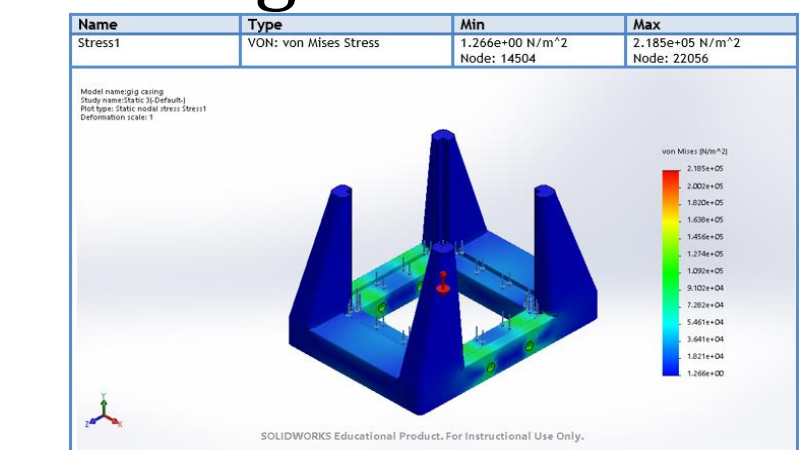 Name Type Min Max
Stress1 VON: von Mises Stress 1.266e+00 N/m^2 2.185e+05 N/m^2
Node: 14504 Node: 22056
Model name:gig casing
Study name:Static 3(-Default-)
Plot type: Static nodal stress Stress1
Deformation scale: 1
von Mises (N/m^2)
2.185e+05
2.002e+05
1.820e+05
1.638e+05
1.456e+05
1.274e+05
1.092e+05
9.102e+04
7.282e+04
5.461e+04
3.641e+04
1.821e+04
1.266e+00
Y
Z X
SOLIDWORKS Educational Product. For Instructional Use Only.